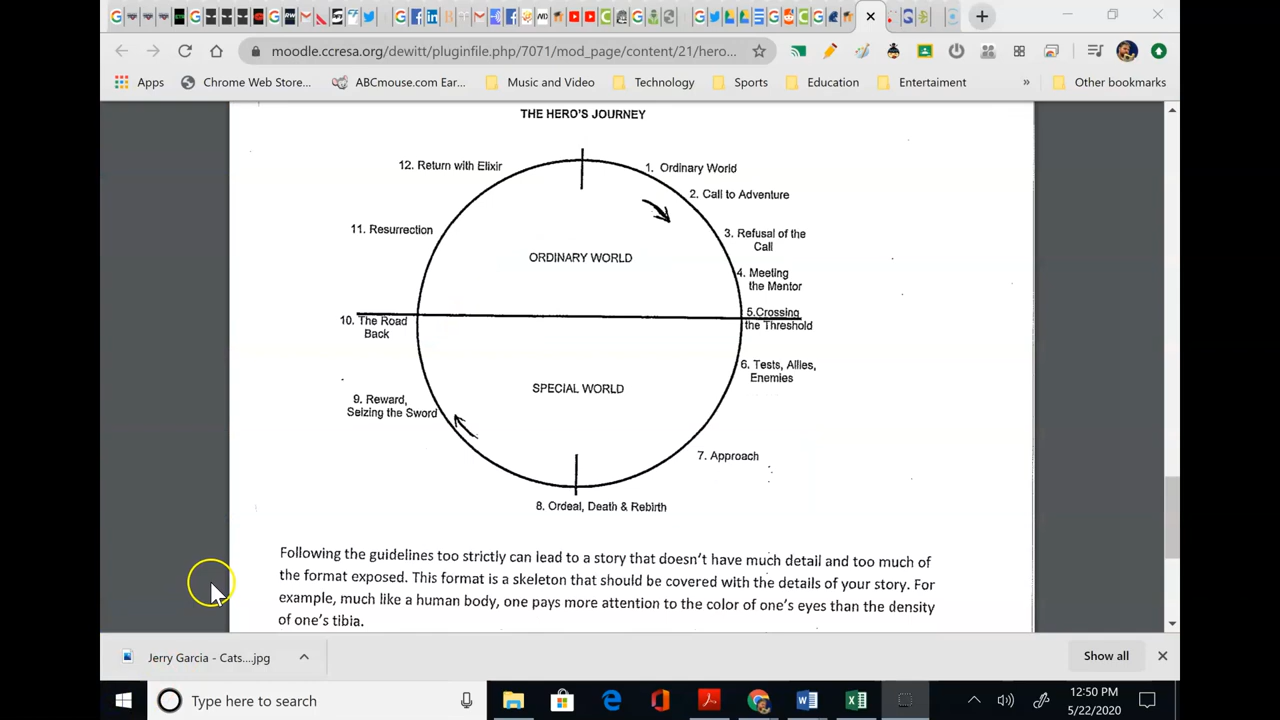 moodle.ccresa.org/dewitt/pluginfile.php/7071/mod_page/content/21/hero...
Apps Chrome Web Store... ABCmouse.com Ear... Music and Video Technology Sports Education Entertaiment » Other bookmarks
THE HERO'S JOURNEY
12. Return with Elixir
1. Ordinary World
2. Call to Adventure
11. Resurrection
3. Refusal of the
Call
ORDINARY WORLD
4. Meeting
the Mentor
10. The Road
Back
5.Crossing
the Threshold
6. Tests, Allies,
Enemies
SPECIAL WORLD
9. Reward,
Seizing the Sword
7. Approach
8. Ordeal, Death & Rebirth
Following the guidelines too strictly can lead to a story that doesn't have much detail and too much of
the format exposed. This format is a skeleton that should be covered with the details of your story. For
example, much like a human body, one pays more attention to the color of one's eyes than the density
of one's tibia.
Jerry Garcia - Cats....jpg
Show all
Type here to search
12:50 PM
5/22/2020